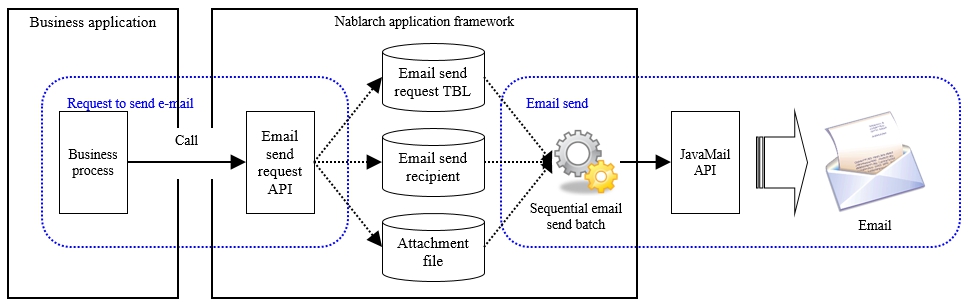 Business application
Nablarch application framework
Request to send e-mail
Business
process
Call
Email
send
request
API
Email send
request TBL
Email send
recipient
Attachment
file
Email send
Sequential email
send batch
JavaMail
API
Email